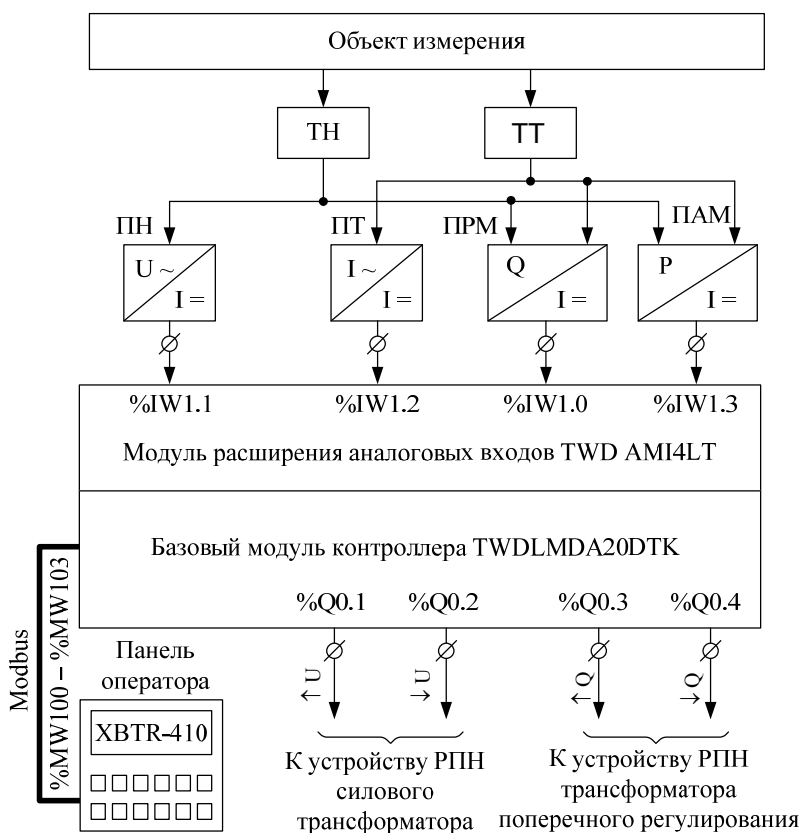 Объект измерения
ТН
ТТ
ПН
ПТ
ПРМ
ПАМ
U ~
I =
I ~
I =
Q
I =
P
I =
%IW1.1
%IW1.2
%IW1.0
%IW1.3
Модуль расширения аналоговых входов TWD AMI4LT
Базовый модуль контроллера TWDLMDA20DTK
%Q0.1
%Q0.2
%Q0.3
%Q0.4
Modbus
%MW100 – %MW103
Панель
оператора
XBTR-410
↑ U
↓ U
↑ Q
↓ Q
К устройству РПН
силового
трансформатора
К устройству РПН
трансформатора
поперечного регулирования